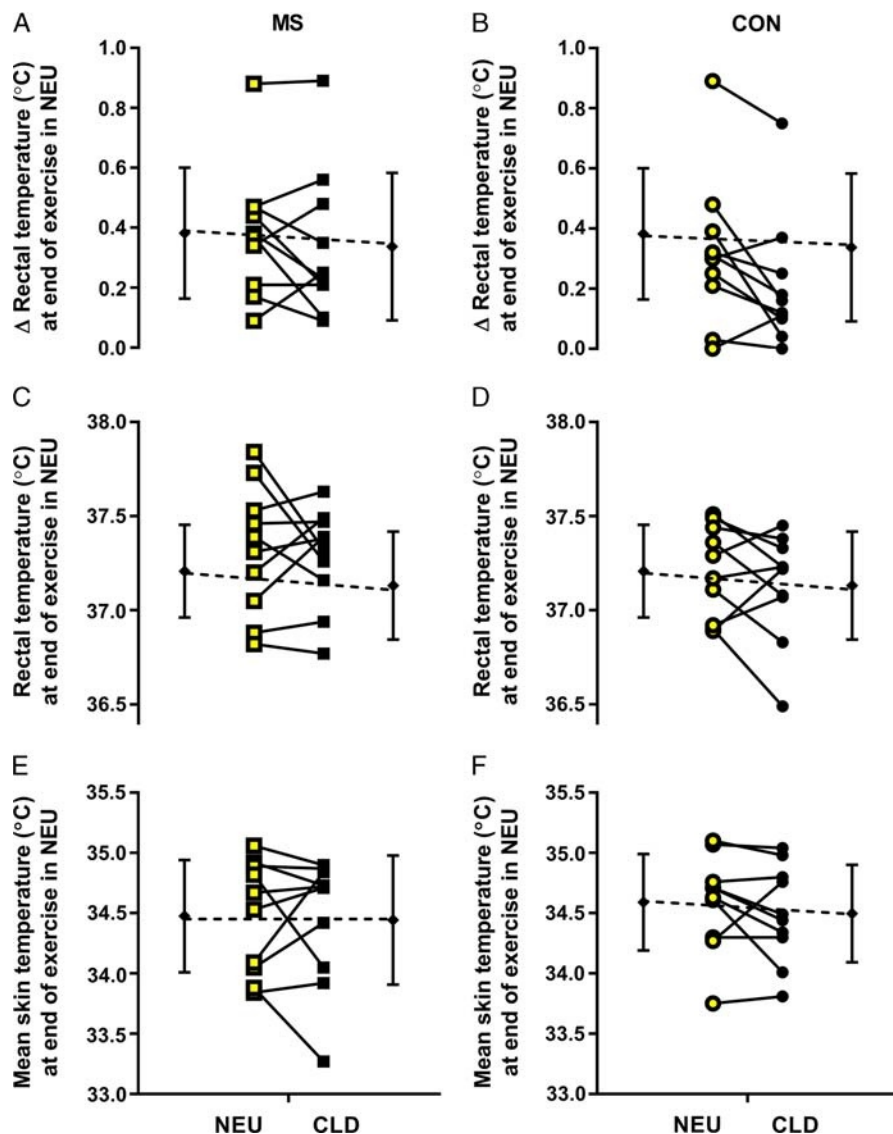 A
MS
Δ Rectal temperature (°C)
at end of exercise in NEU
1.0
0.8
0.6
0.4
0.2
0.0
B
CON
Δ Rectal temperature (°C)
at end of exercise in NEU
1.0
0.8
0.6
0.4
0.2
0.0
C
Rectal temperature (°C)
at end of exercise in NEU
38.0
37.5
37.0
36.5
D
Rectal temperature (°C)
at end of exercise in NEU
38.0
37.5
37.0
36.5
E
Mean skin temperature (°C)
at end of exercise in NEU
35.5
35.0
34.5
34.0
33.5
33.0
NEU CLD
F
Mean skin temperature (°C)
at end of exercise in NEU
35.5
35.0
34.5
34.0
33.5
33.0
NEU CLD